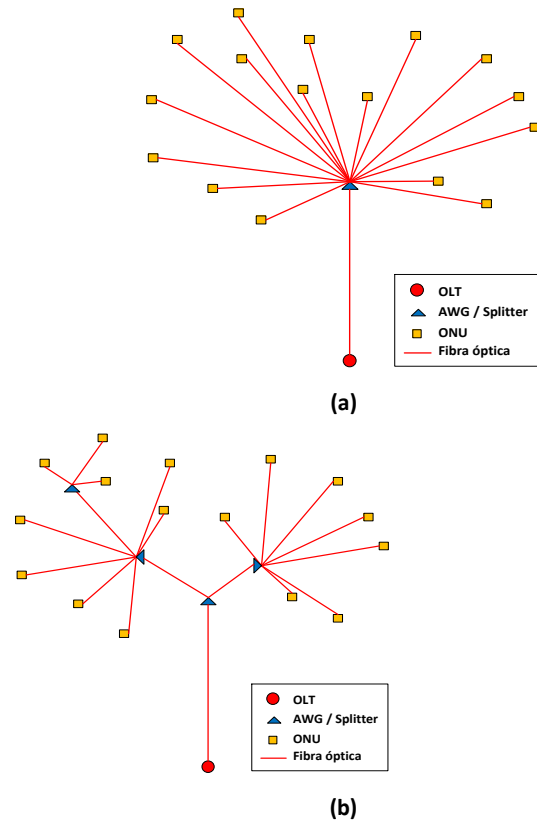 OLT
AWG / Splitter
ONU
Fibra óptica
(a)
OLT
AWG / Splitter
ONU
Fibra óptica
(b)